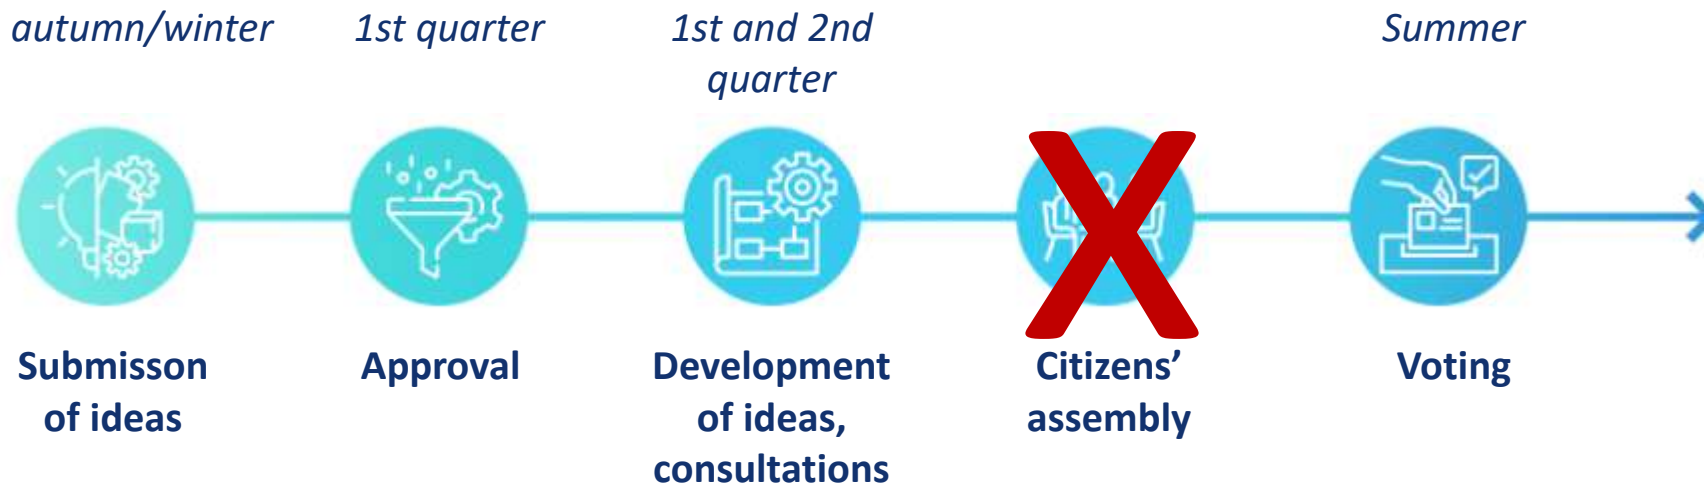 autumn/winter
1st quarter
1st and 2nd
quarter
Summer
X
Submisson
of ideas
Approval
Development
of ideas,
consultations
Citizens’
assembly
Voting